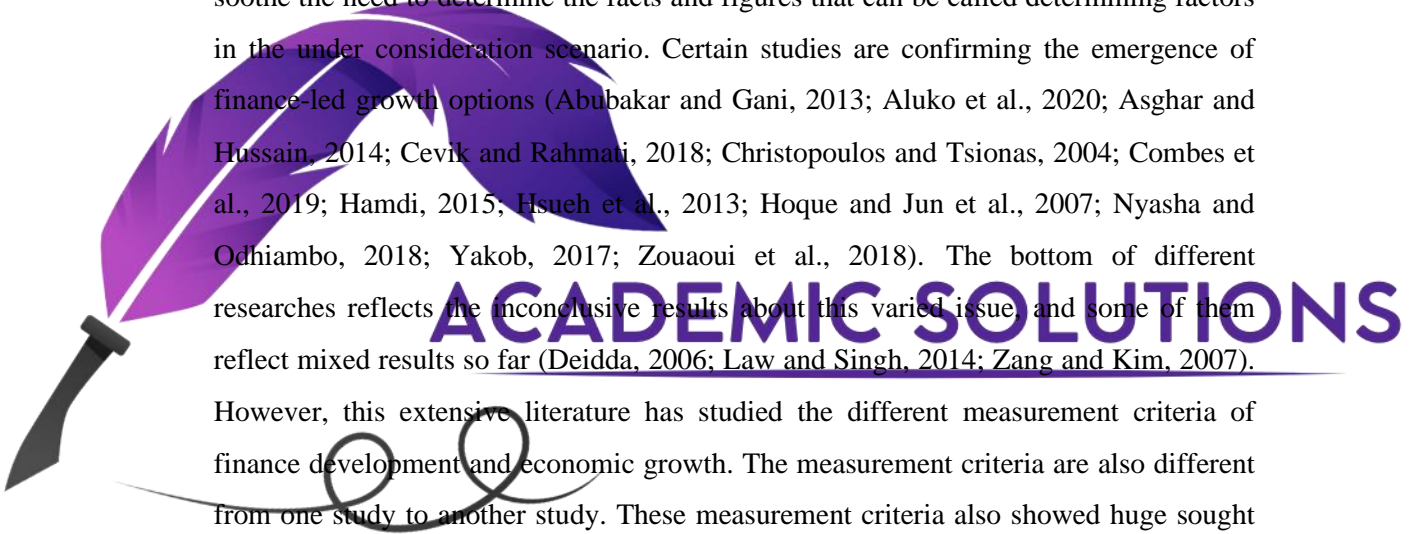 soothe the need to determine the facts and figures that can be called determining factors
in the under consideration scenario. Certain studies are confirming the emergence of
finance-led growth options (Abubakar and Gani, 2013; Aluko et al., 2020; Asghar and
Hussain, 2014; Cevik and Rahmati, 2018; Christopoulos and Tsionas, 2004; Combes et
al., 2019; Hamdi, 2015; Hsueh et al., 2013; Hoque and Jun et al., 2007; Nyasha and
Odhiambo, 2018; Yakob, 2017; Zouaoui et al., 2018). The bottom of different
researches reflects the inconclusive results about this varied issue, and some of them
ACADEMIC SOLUTIONS
reflect mixed results so far (Deidda, 2006; Law and Singh, 2014; Zang and Kim, 2007).
However, this extensive literature has studied the different measurement criteria of
finance development and economic growth. The measurement criteria are also different
from one study to another study. These measurement criteria also showed huge sought